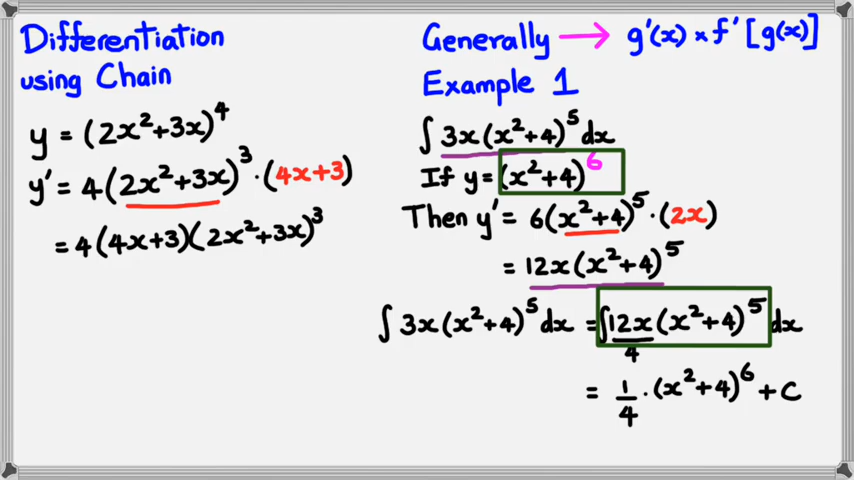 Differentiation
using Chain
y = (2x²+3x)⁴
y' = 4(2x²+3x)³·(4x+3)
= 4(4x+3)(2x²+3x)³
Generally → g'(x) × f'[g(x)]
Example 1
∫ 3x(x²+4)⁵dx
If y = (x²+4)⁶
Then y' = 6(x²+4)⁵·(2x)
= 12x(x²+4)⁵
∫ 3x(x²+4)⁵dx = ∫12x/4(x²+4)⁵dx
= 1/4·(x²+4)⁶+C